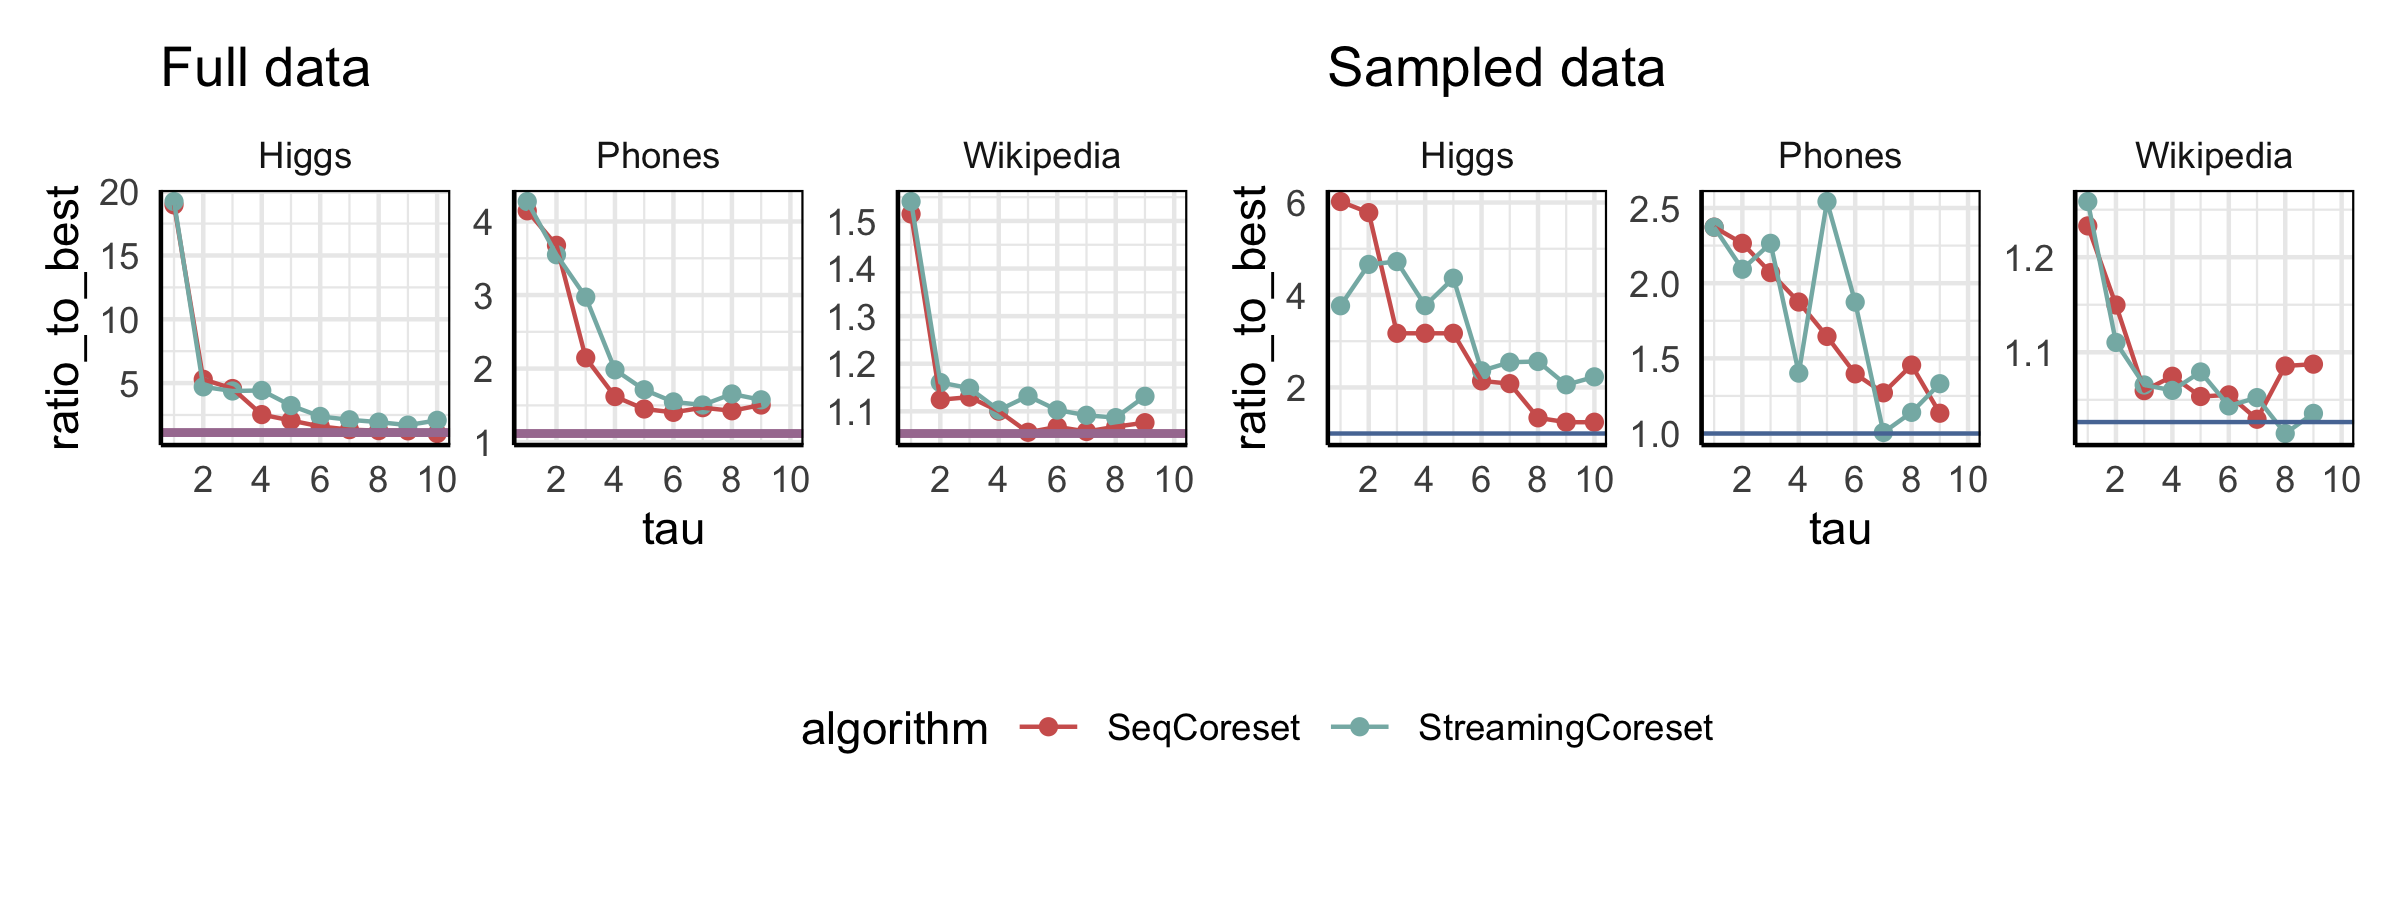 Full data
Sampled data
Higgs
Phones
Wikipedia
Higgs
Phones
Wikipedia
ratio_to_best
20
15
10
5
4
3
2
1
1.5
1.4
1.3
1.2
1.1
ratio_to_best
6
4
2
2.5
2.0
1.5
1.0
1.2
1.1
2 4 6 8 10
2 4 6 8 10
2 4 6 8 10
2 4 6 8 10
2 4 6 8 10
2 4 6 8 10
tau
tau
algorithm SeqCoreset StreamingCoreset